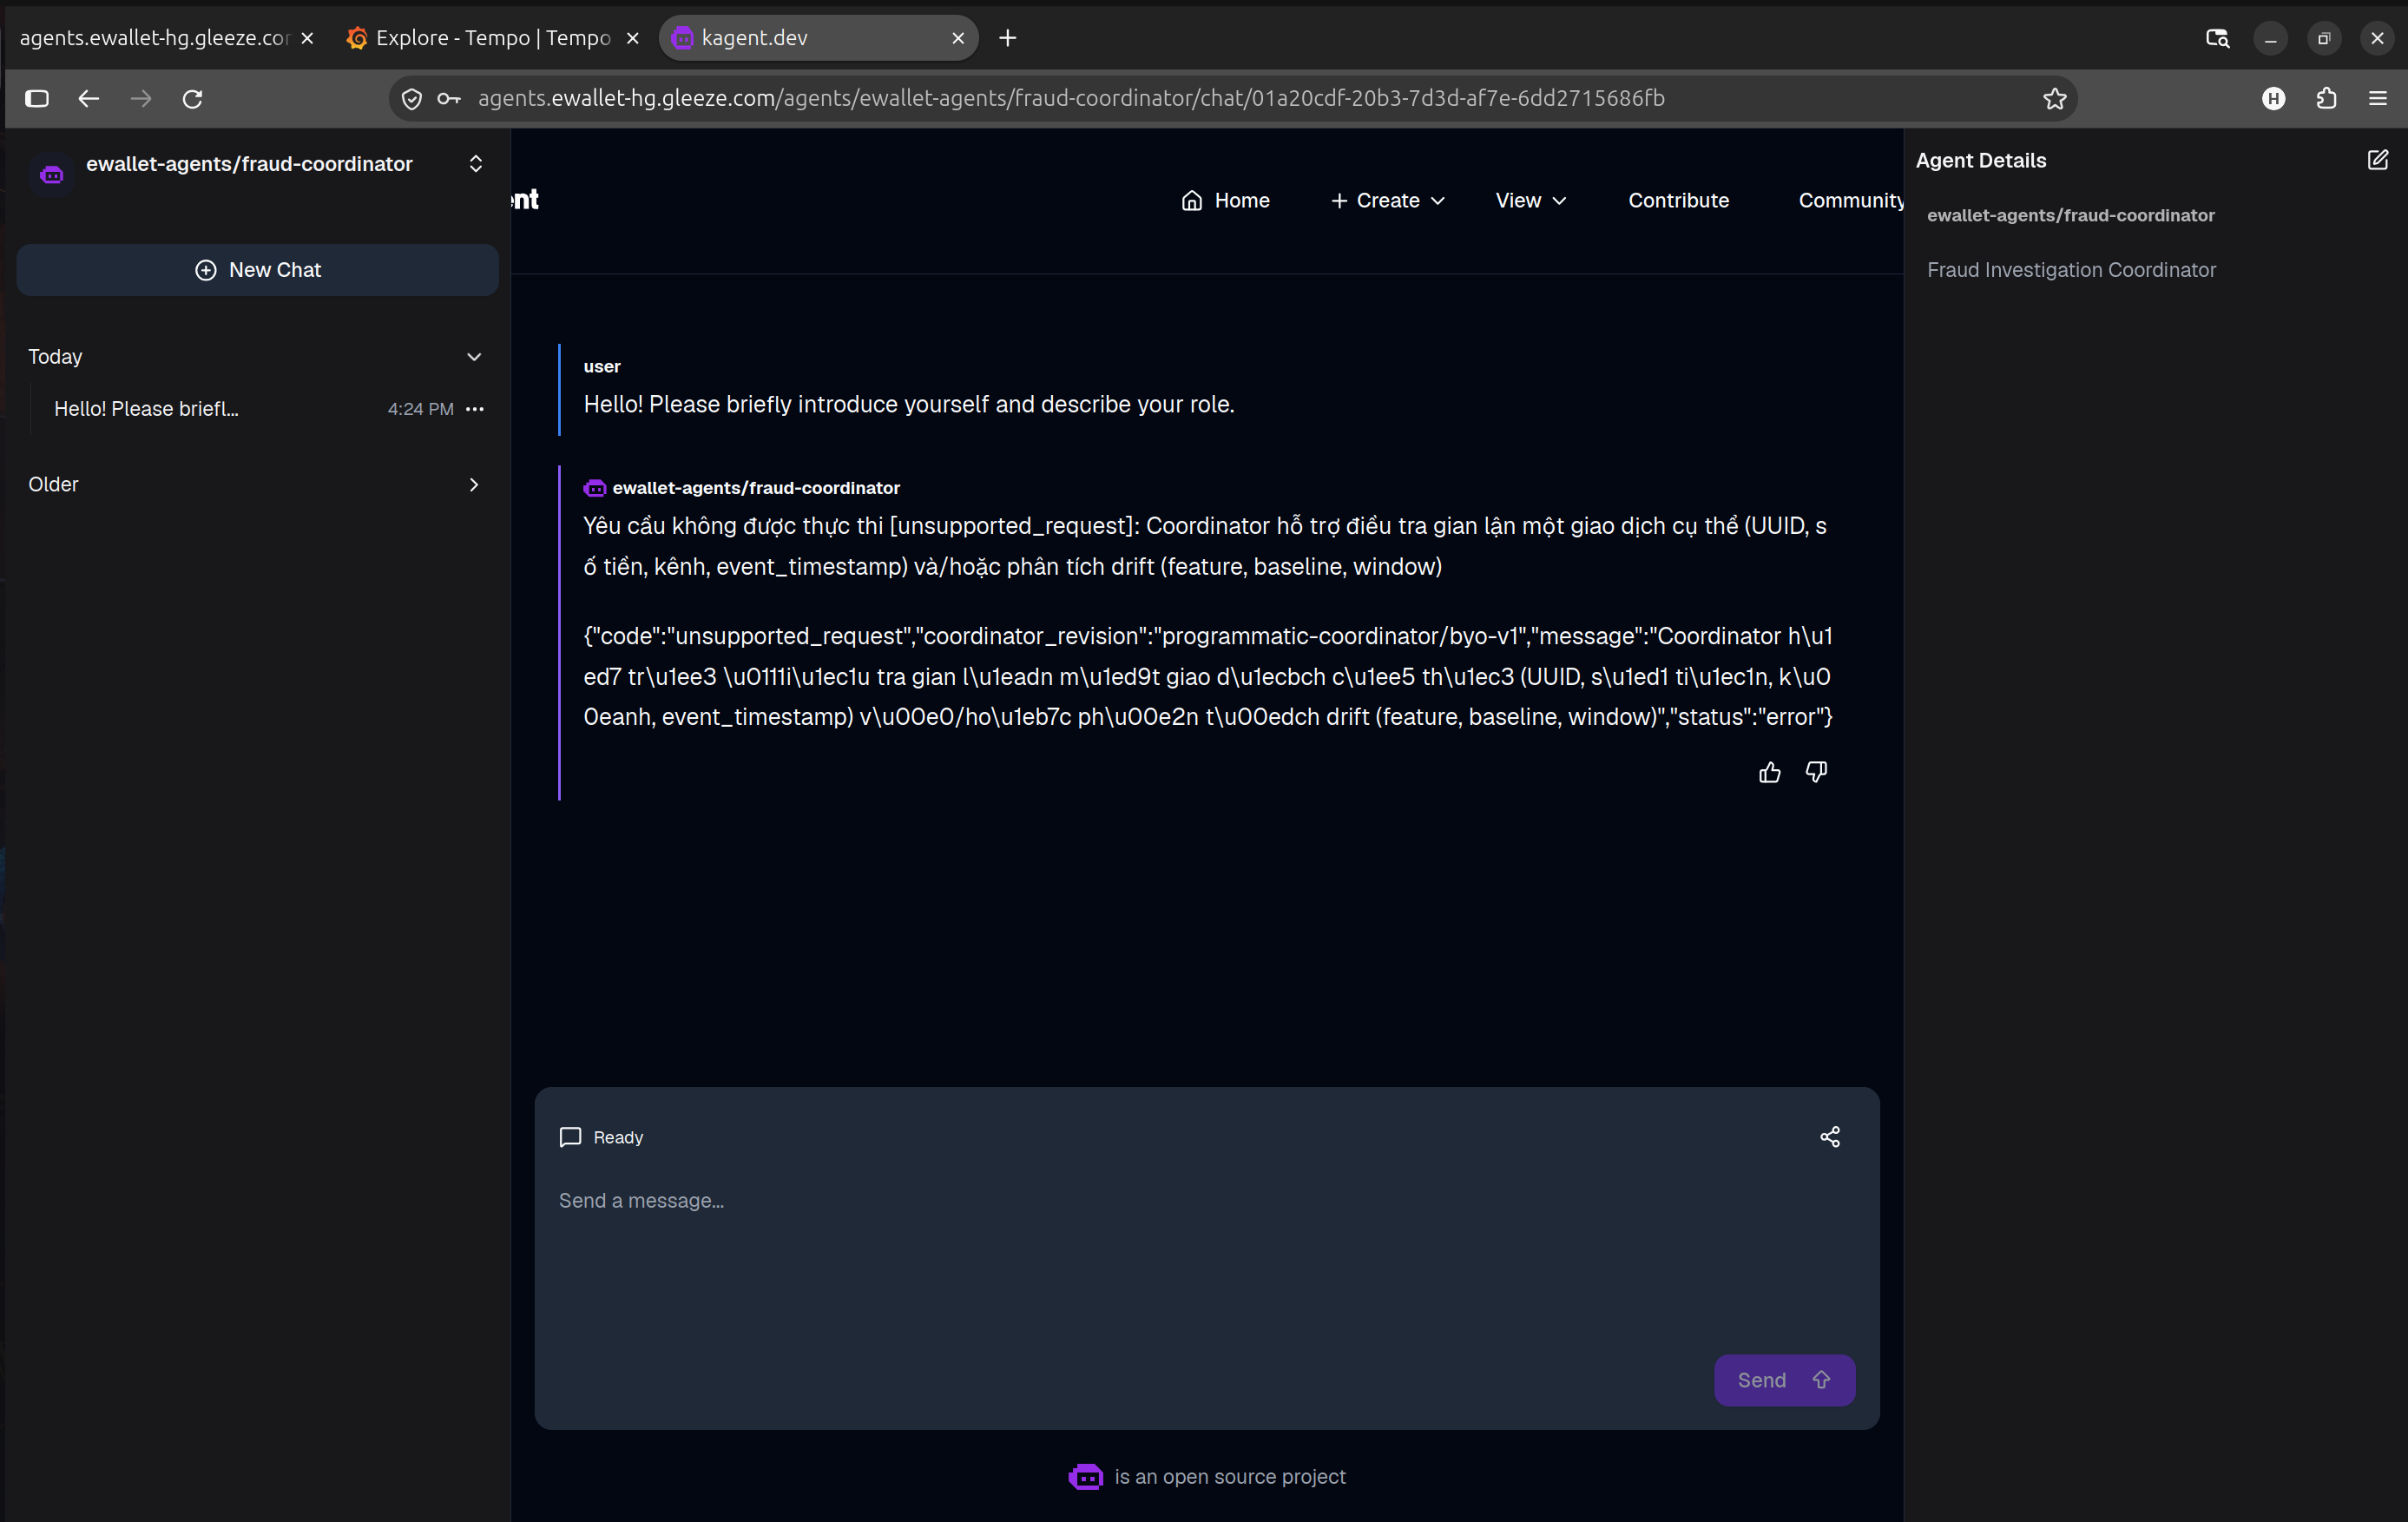 agents.ewallet-hg.gleeze.cor
Explore - Tempo | Tempo
kagent.dev
agents.ewallet-hg.gleeze.com/agents/ewallet-agents/fraud-coordinator/chat/01a20cdf-20b3-7d3d-af7e-6dd2715686fb
H
ewallet-agents/fraud-coordinator
New Chat
Today
Hello! Please briefl...
4:24 PM
Older
ent
Home
Create
View
Contribute
Community
user
Hello! Please briefly introduce yourself and describe your role.
ewallet-agents/fraud-coordinator
Yêu cầu không được thực thi [unsupported_request]: Coordinator hỗ trợ điều tra gian lận một giao dịch cụ thể (UUID, s
ố tiền, kênh, event_timestamp) và/hoặc phân tích drift (feature, baseline, window)
{"code":"unsupported_request","coordinator_revision":"programmatic-coordinator/byo-v1","message":"Coordinator h\u1
ed7 tr\u1ee3 \u0111i\u1ec1u tra gian l\u1eadn m\u1ed9t giao d\u1ecbch c\u1ee5 th\u1ec3 (UUID, s\u1ed1 ti\u1ec1n, k\u0
0eanh, event_timestamp) v\u00e0/ho\u1eb7c ph\u00e2n t\u00edch drift (feature, baseline, window)","status":"error"}
Ready
Send a message...
Send
is an open source project
Agent Details
ewallet-agents/fraud-coordinator
Fraud Investigation Coordinator